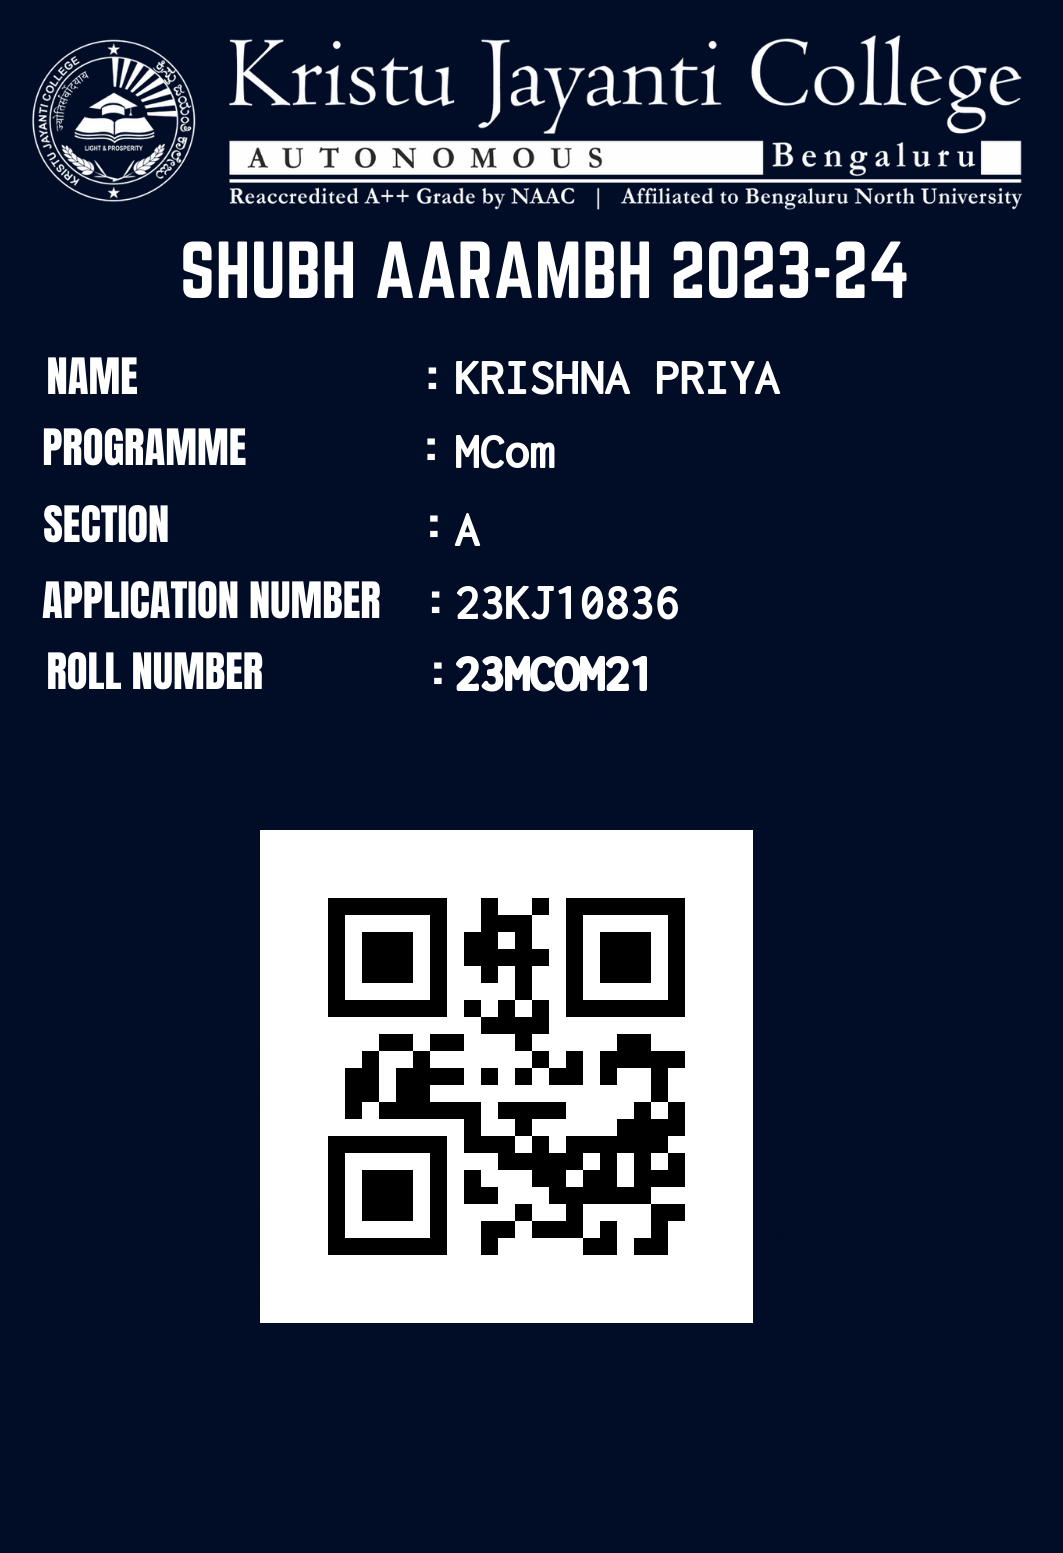 Kristu Jayanti College
AUTONOMOUS Bengaluru
Reaccredited A++ Grade by NAAC | Affiliated to Bengaluru North University
KRISTU JAYANTI COLLEGE
LIGHT & PROSPERITY
SHUBH AARAMBH 2023-24
NAME : KRISHNA PRIYA
PROGRAMME : MCom
SECTION : A
APPLICATION NUMBER : 23KJ10836
ROLL NUMBER : 23MCOM21